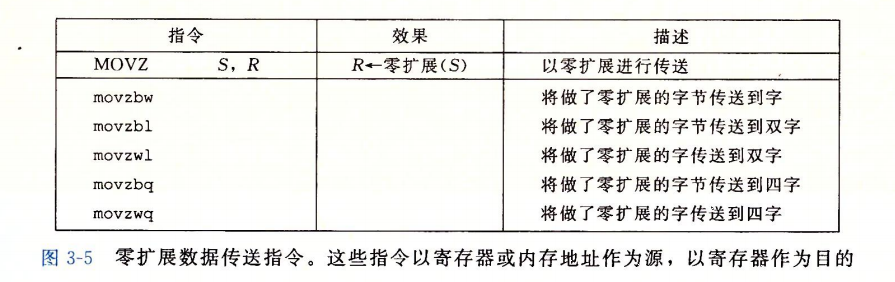 指令 效果 描述
MOVZ S, R R←零扩展(S) 以零扩展进行传送
movzbw 将做了零扩展的字节传送到字
movzbl 将做了零扩展的字节传送到双字
movzwl 将做了零扩展的字传送到双字
movzbq 将做了零扩展的字节传送到四字
movzwq 将做了零扩展的字传送到四字
图 3-5 零扩展数据传送指令。这些指令以寄存器或内存地址作为源，以寄存器作为目的